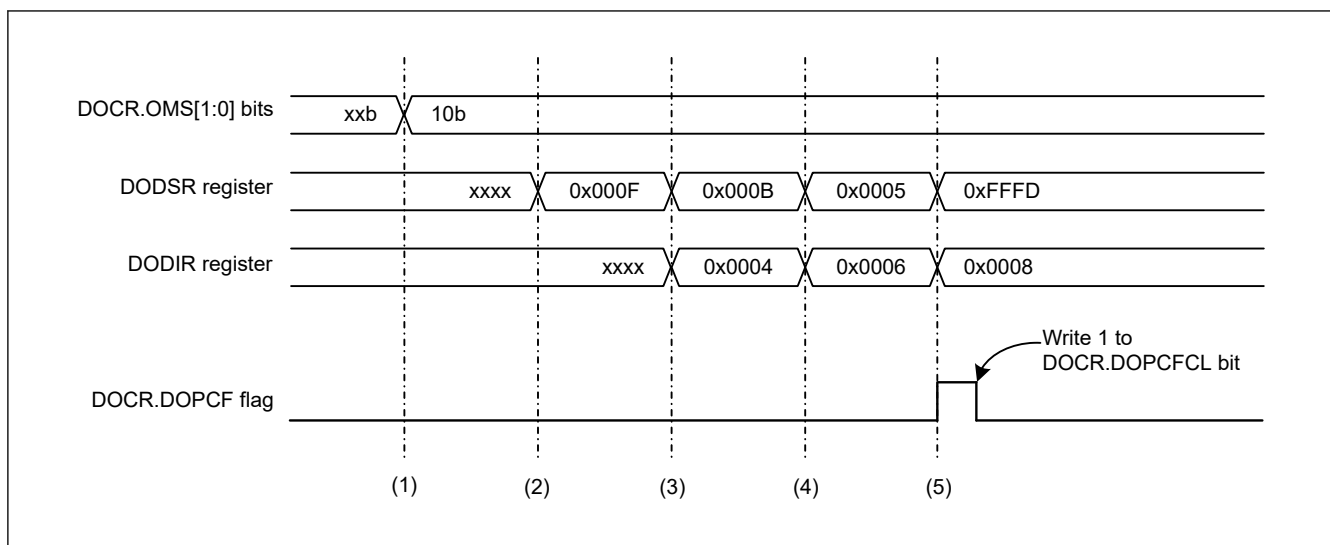 DOCR.OMS[1:0] bits xxb 10b
DODSR register xxxx 0x000F 0x000B 0x0005 0xFFFD
DODIR register xxxx 0x0004 0x0006 0x0008
Write 1 to
DOCR.DOPCFCL bit
DOCR.DOPCF flag
(1) (2) (3) (4) (5)